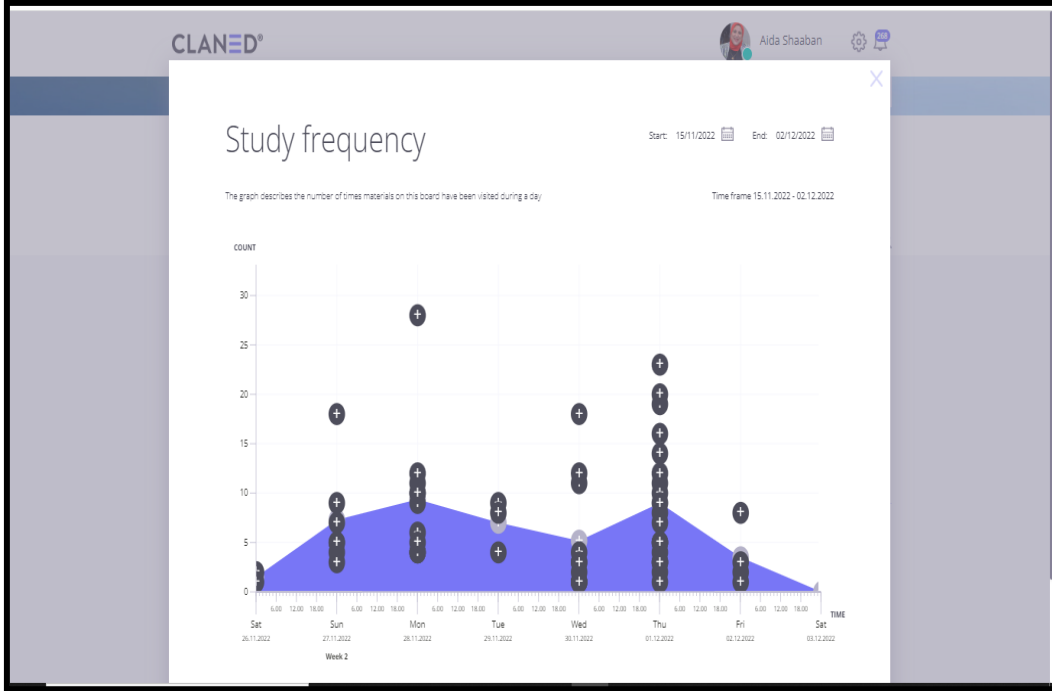 CLANED®
Aida Shaaban
268
X
Study frequency
Start: 15/11/2022 End: 02/12/2022
The graph describes the number of times materials on this board have been visited during a day
Time frame 15.11.2022 - 02.12.2022
COUNT
30
25
20
15
10
5
0
6.00 12.00 18.00 6.00 12.00 18.00 6.00 12.00 18.00 6.00 12.00 18.00 6.00 12.00 18.00 6.00 12.00 18.00 6.00 12.00 18.00
TIME
Sat Sun Mon Tue Wed Thu Fri Sat
26.11.2022 27.11.2022 28.11.2022 29.11.2022 30.11.2022 01.12.2022 02.12.2022 03.12.2022
Week 2